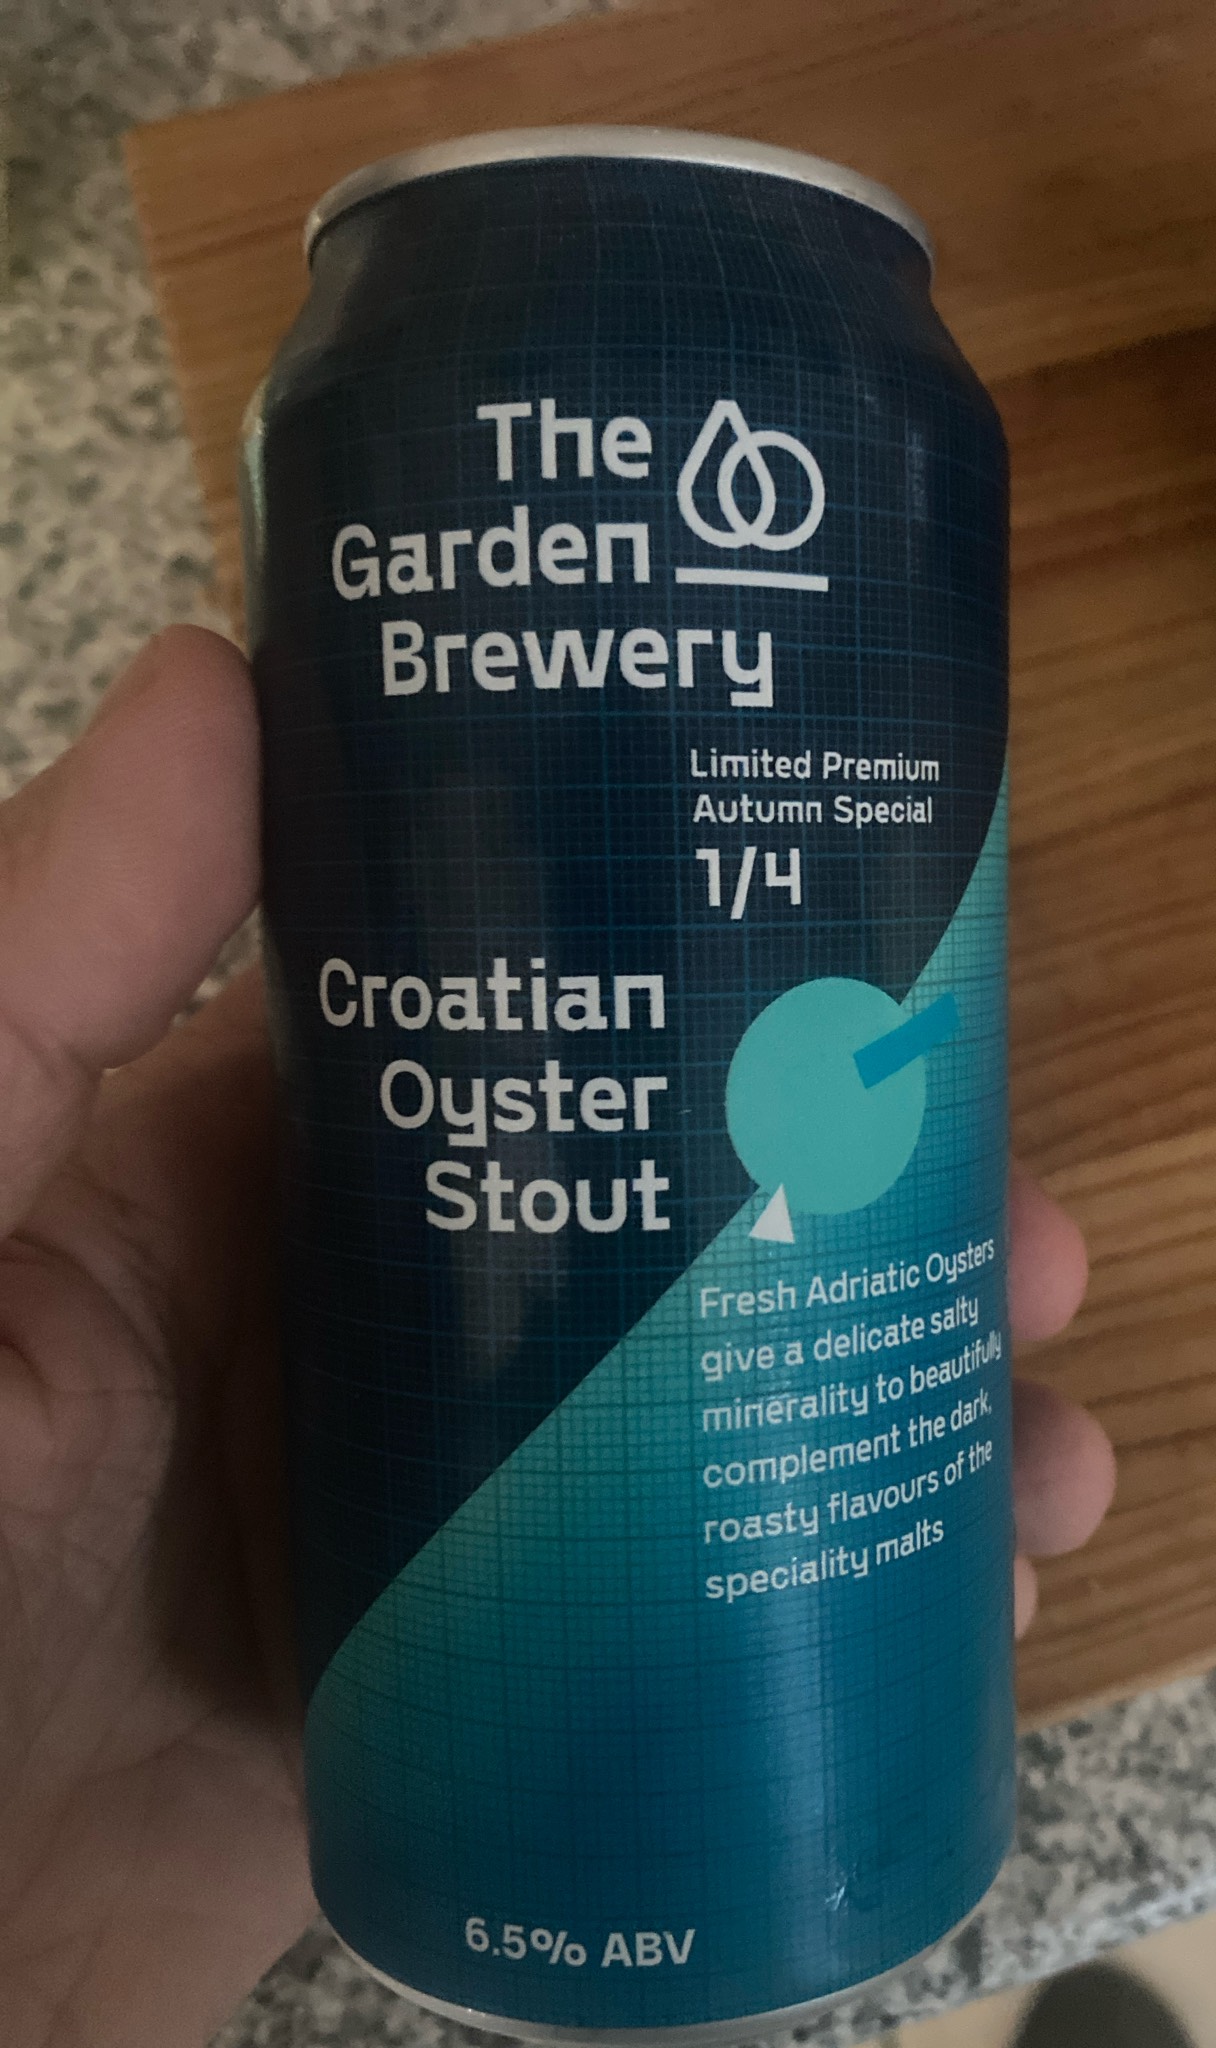 The
Garden
Brewery
Limited Premium
Autumn Special
1/4
Croatian
Oyster
Stout
Fresh Adriatic Oysters
give a delicate salty
minerality to beautifully
complement the dark,
roasty flavours of the
speciality malts
6.5% ABV